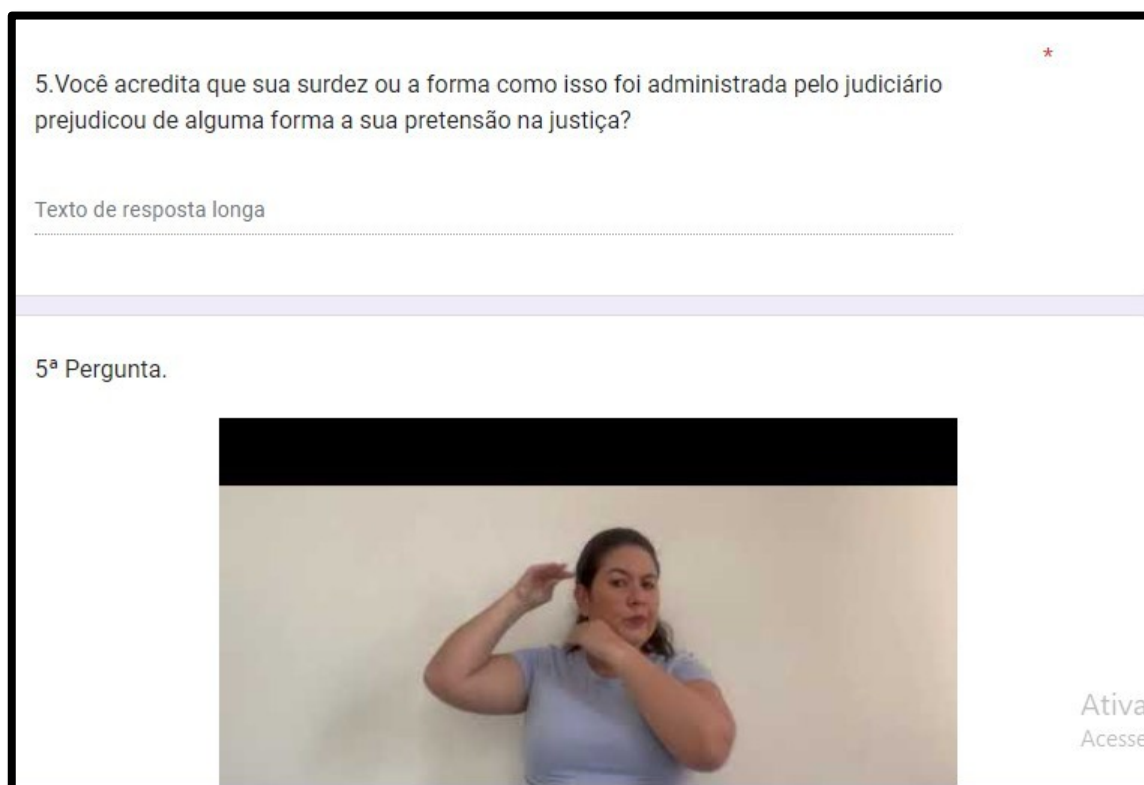 *
5.Você acredita que sua surdez ou a forma como isso foi administrada pelo judiciário
prejudicou de alguma forma a sua pretensão na justiça?
Texto de resposta longa
5ª Pergunta.
Ativa
Acesse